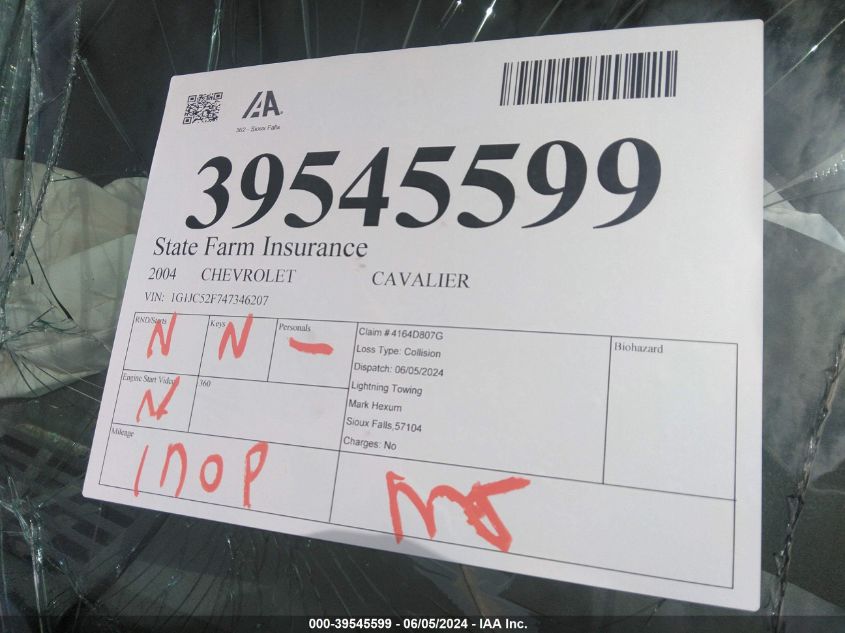 IAA
362 - Sioux Falls
39545599
State Farm Insurance
2004 CHEVROLET CAVALIER
VIN: 1G1JC52F747346207
RND/Starts N Keys N Personals —
Engine Start Video N 360
Mileage
inop
Claim # 4164D807G
Loss Type: Collision
Dispatch: 06/05/2024
Lightning Towing
Mark Hexum
Sioux Falls,57104
Charges: No
Biohazard
000-39545599 - 06/05/2024 - IAA Inc.